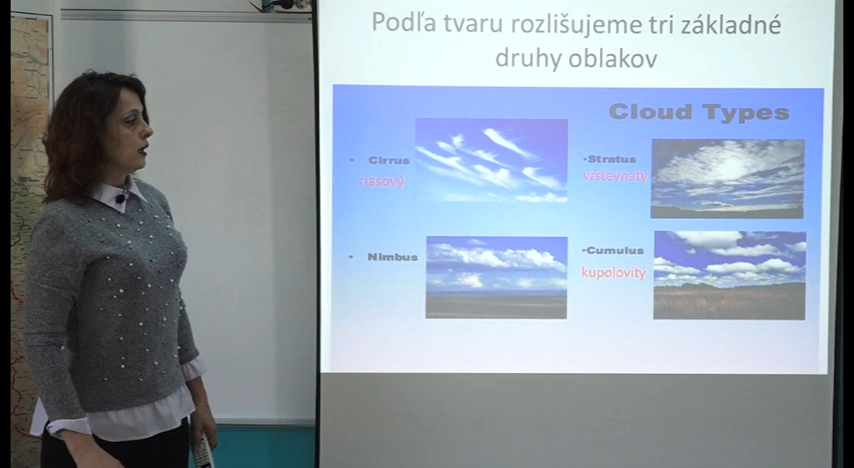 Podľa tvaru rozlišujeme tri základné
druhy oblakov
Cloud Types
• Cirrus
riasový
•Stratus
vrstevnatý
• Nimbus
•Cumulus
kupolovitý